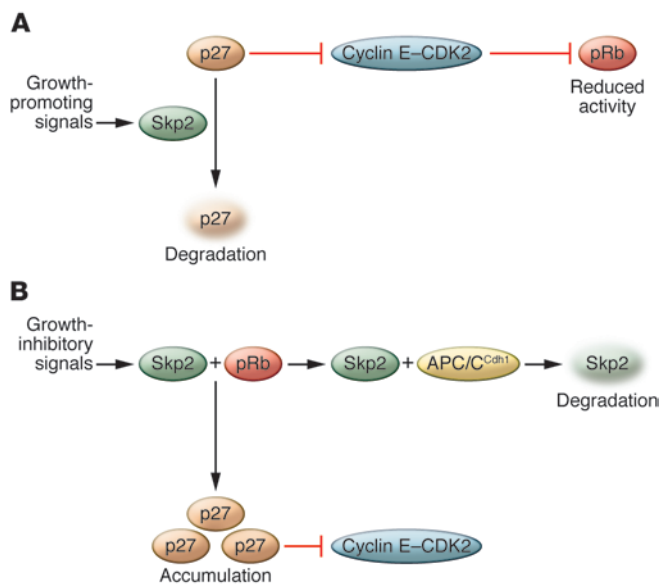 A
p27
Cyclin E–CDK2
pRb
Growth-
promoting
signals
Skp2
Reduced
activity
p27
Degradation
B
Growth-
inhibitory
signals
Skp2 + pRb
Skp2 + APC/C^Cdh1
Skp2
Degradation
p27
p27
p27
Cyclin E–CDK2
Accumulation